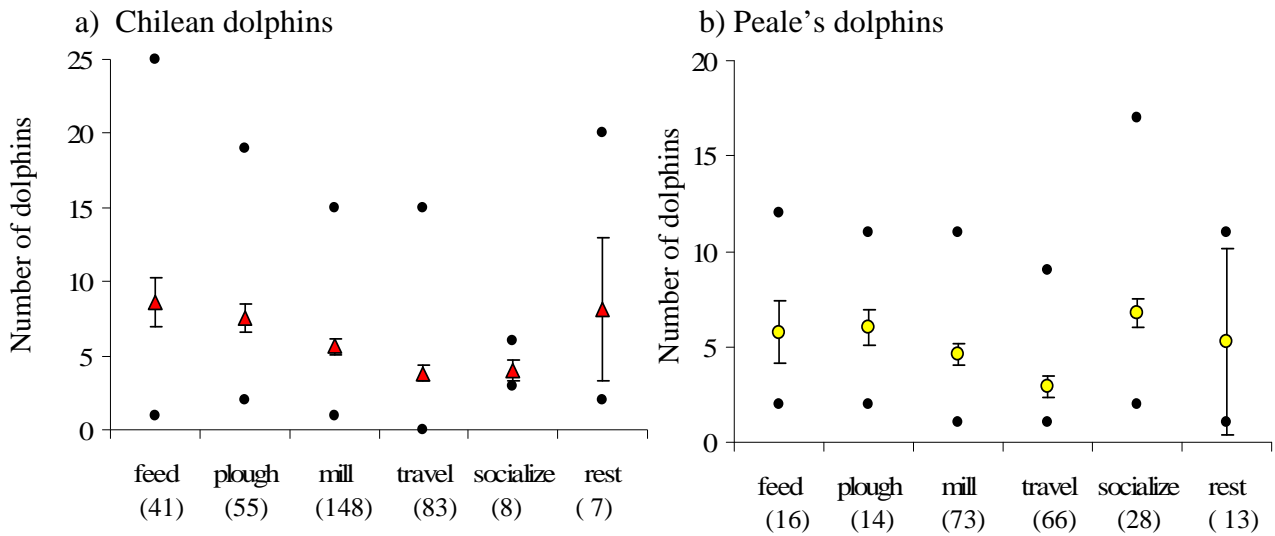 a) Chilean dolphins
Number of dolphins
25
20
15
10
5
0
feed plough mill travel socialize rest
(41) (55) (148) (83) (8) ( 7)
b) Peale’s dolphins
Number of dolphins
20
15
10
5
0
feed plough mill travel socialize rest
(16) (14) (73) (66) (28) ( 13)